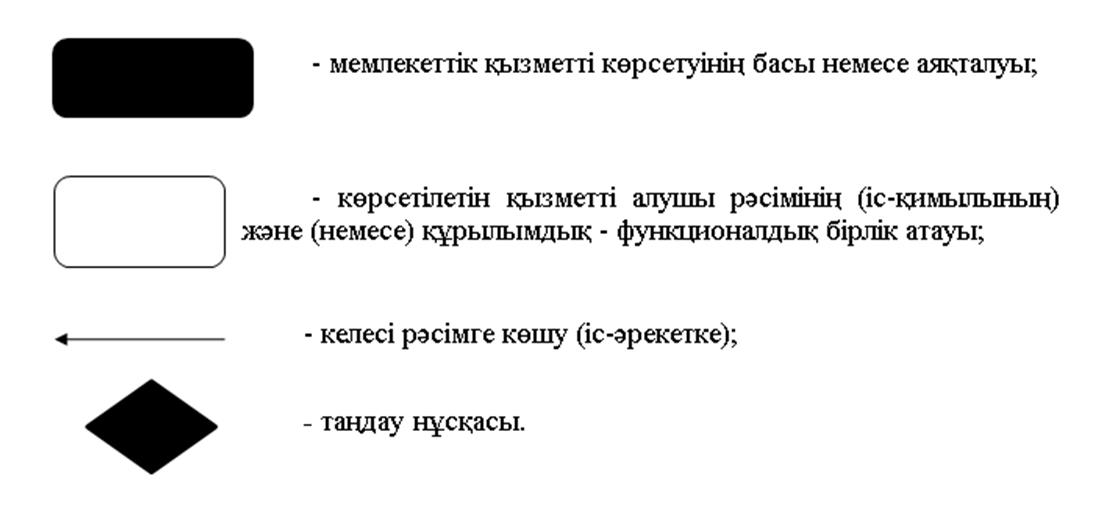 - мемлекеттік қызметті көрсетуінің басы немесе аяқталуы;
- көрсетілетін қызметті алушы рәсімінің (іс-қимылының)
және (немесе) құрылымдық - функционалдық бірлік атауы;
- келесі рәсімге көшу (іс-әрекетке);
- таңдау нұсқасы.